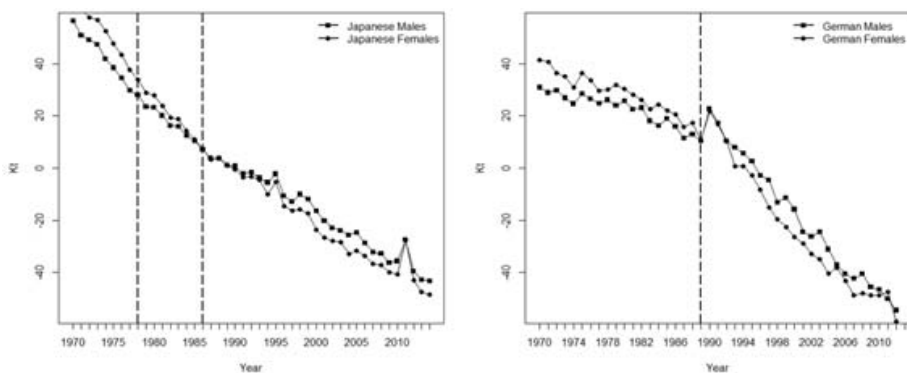 Japanese Males
Japanese Females
Kt
40
20
0
-20
-40
1970 1975 1980 1985 1990 1995 2000 2005 2010
Year
German Males
German Females
Kt
40
20
0
-20
-40
1970 1974 1978 1982 1986 1990 1994 1998 2002 2006 2010
Year